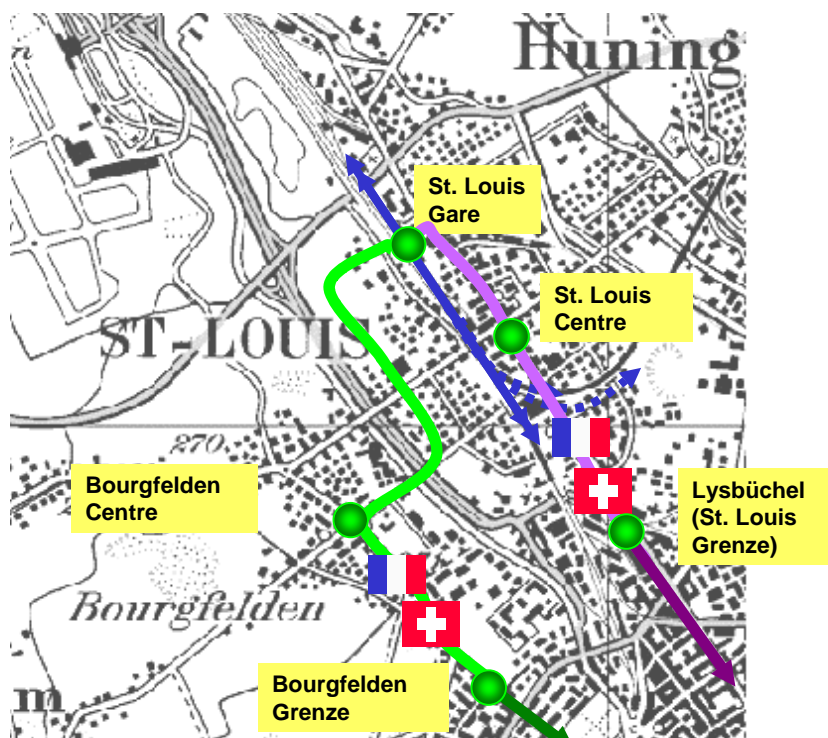 Huning
St. Louis
Gare
St. Louis
Centre
ST-LOUIS
270
Bourgfelden
Centre
Lysbüchel
(St. Louis
Grenze)
Bourgfelden
Bourgfelden
Grenze
m